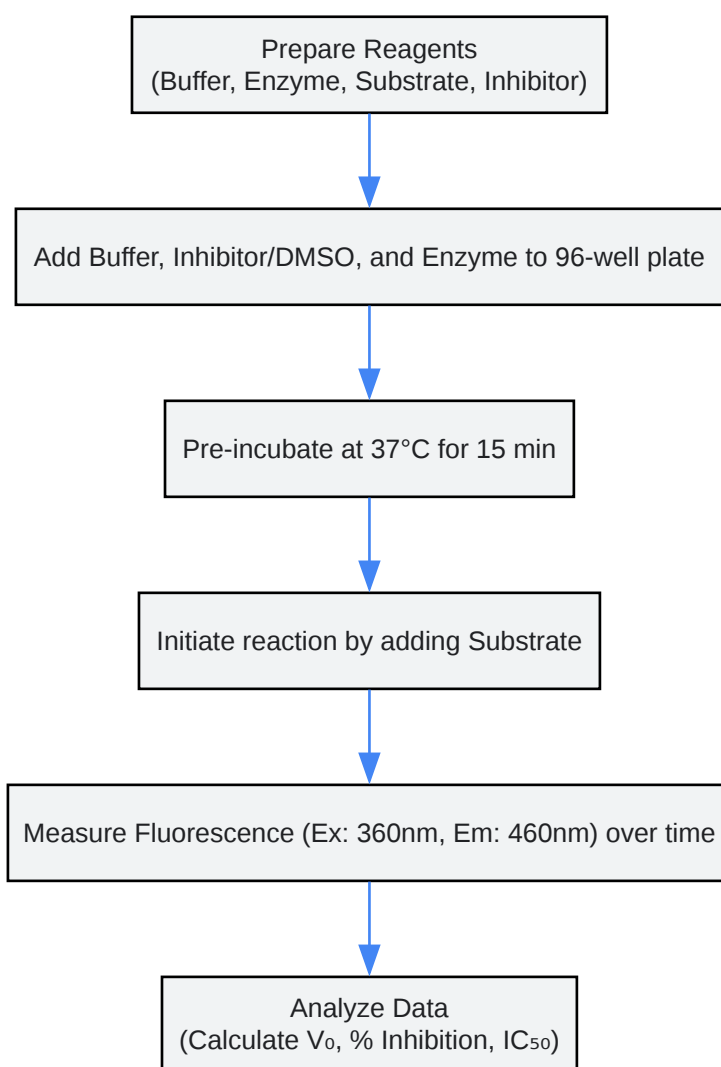 Prepare Reagents
(Buffer, Enzyme, Substrate, Inhibitor)
Add Buffer, Inhibitor/DMSO, and Enzyme to 96-well plate
Pre-incubate at 37°C for 15 min
Initiate reaction by adding Substrate
Measure Fluorescence (Ex: 360nm, Em: 460nm) over time
Analyze Data
(Calculate V₀, % Inhibition, IC₅₀)